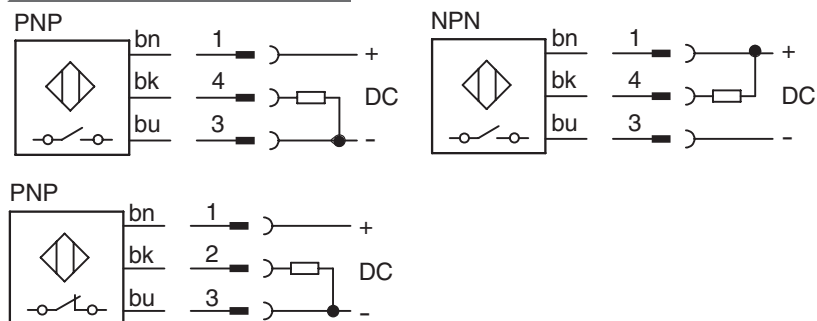 PNP
bn 1 +
bk 4 DC
bu 3 -
NPN
bn 1 +
bk 4 DC
bu 3 -
PNP
bn 1 +
bk 2 DC
bu 3 -